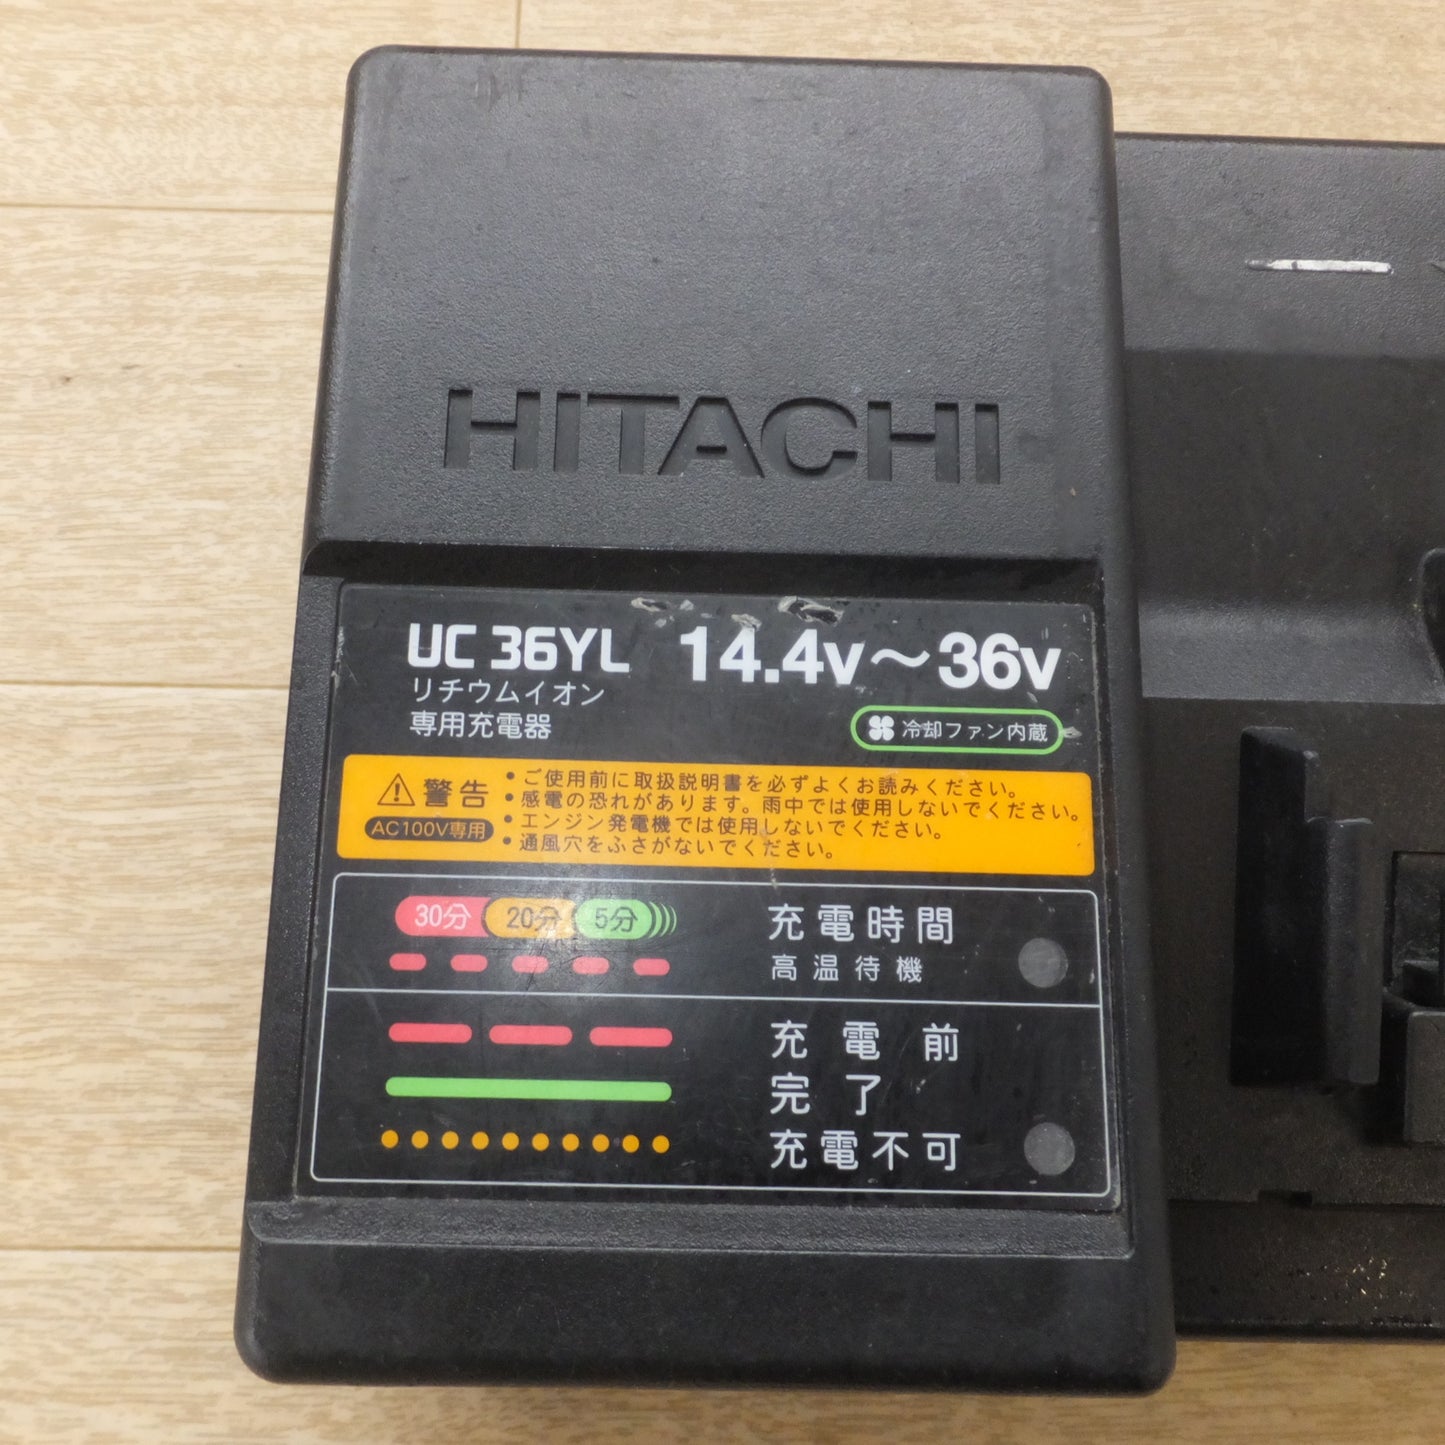 HITACHI
UC 36YL 14.4v～36v
リチウムイオン
専用充電器
冷却ファン内蔵
警告
AC100V専用
•ご使用前に取扱説明書を必ずよくお読みください。
•感電の恐れがあります。雨中では使用しないでください。
•エンジン発電機では使用しないでください。
•通風穴をふさがないでください。
30分 20分 5分 充電時間
高温待機
充電前
完了
充電不可